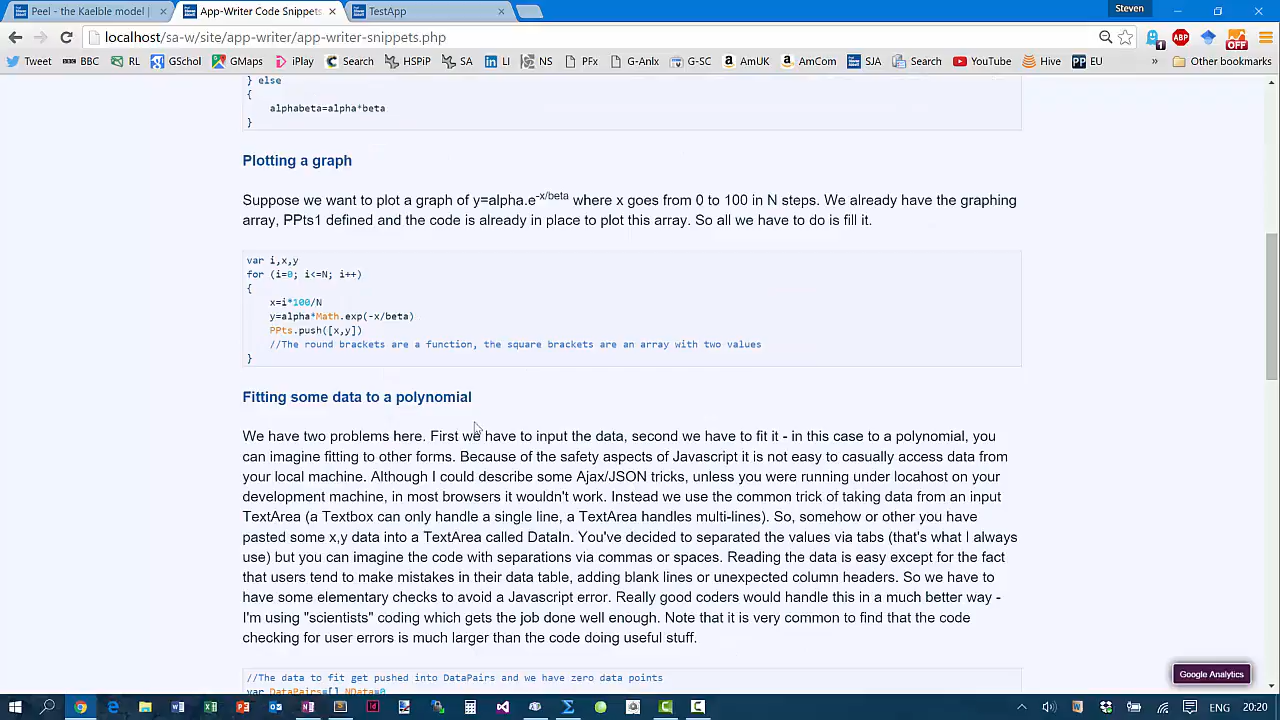 Peel - the Kaelble model |
App-Writer Code Snippets
TestApp
Steven
localhost/sa-w/site/app-writer/app-writer-snippets.php
1
ABP
OFF
Tweet
BBC
RL
GSchol
GMaps
iPlay
Search
HSPiP
SA
LI
NS
PFx
G-Anlx
G-SC
AmUK
AmCom
Search
SJA
YouTube
Hive
PP EU
»
Other bookmarks
} else
{
alphabeta=alpha*beta
}
Plotting a graph
Suppose we want to plot a graph of y=alpha.e-x/beta where x goes from 0 to 100 in N steps. We already have the graphing
array, PPts1 defined and the code is already in place to plot this array. So all we have to do is fill it.
var i,x,y
for (i=0; i<=N; i++)
{
x=i*100/N
y=alpha*Math.exp(-x/beta)
PPts.push([x,y])
//The round brackets are a function, the square brackets are an array with two values
}
Fitting some data to a polynomial
We have two problems here. First we have to input the data, second we have to fit it - in this case to a polynomial, you
can imagine fitting to other forms. Because of the safety aspects of Javascript it is not easy to casually access data from
your local machine. Although I could describe some Ajax/JSON tricks, unless you were running under locahost on your
development machine, in most browsers it wouldn't work. Instead we use the common trick of taking data from an input
TextArea (a Textbox can only handle a single line, a TextArea handles multi-lines). So, somehow or other you have
pasted some x,y data into a TextArea called DataIn. You've decided to separated the values via tabs (that's what I always
use) but you can imagine the code with separations via commas or spaces. Reading the data is easy except for the fact
that users tend to make mistakes in their data table, adding blank lines or unexpected column headers. So we have to
have some elementary checks to avoid a Javascript error. Really good coders would handle this in a much better way -
I'm using "scientists" coding which gets the job done well enough. Note that it is very common to find that the code
checking for user errors is much larger than the code doing useful stuff.
//The data to fit get pushed into DataPairs and we have zero data points
var DataPairs=[],NData=0
Google Analytics
ENG
20:20